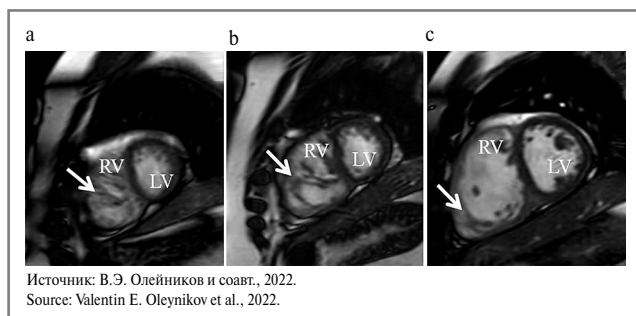 a b c
RV LV RV LV RV LV
Источник: В.Э. Олейников и соавт., 2022.
Source: Valentin E. Oleynikov et al., 2022.